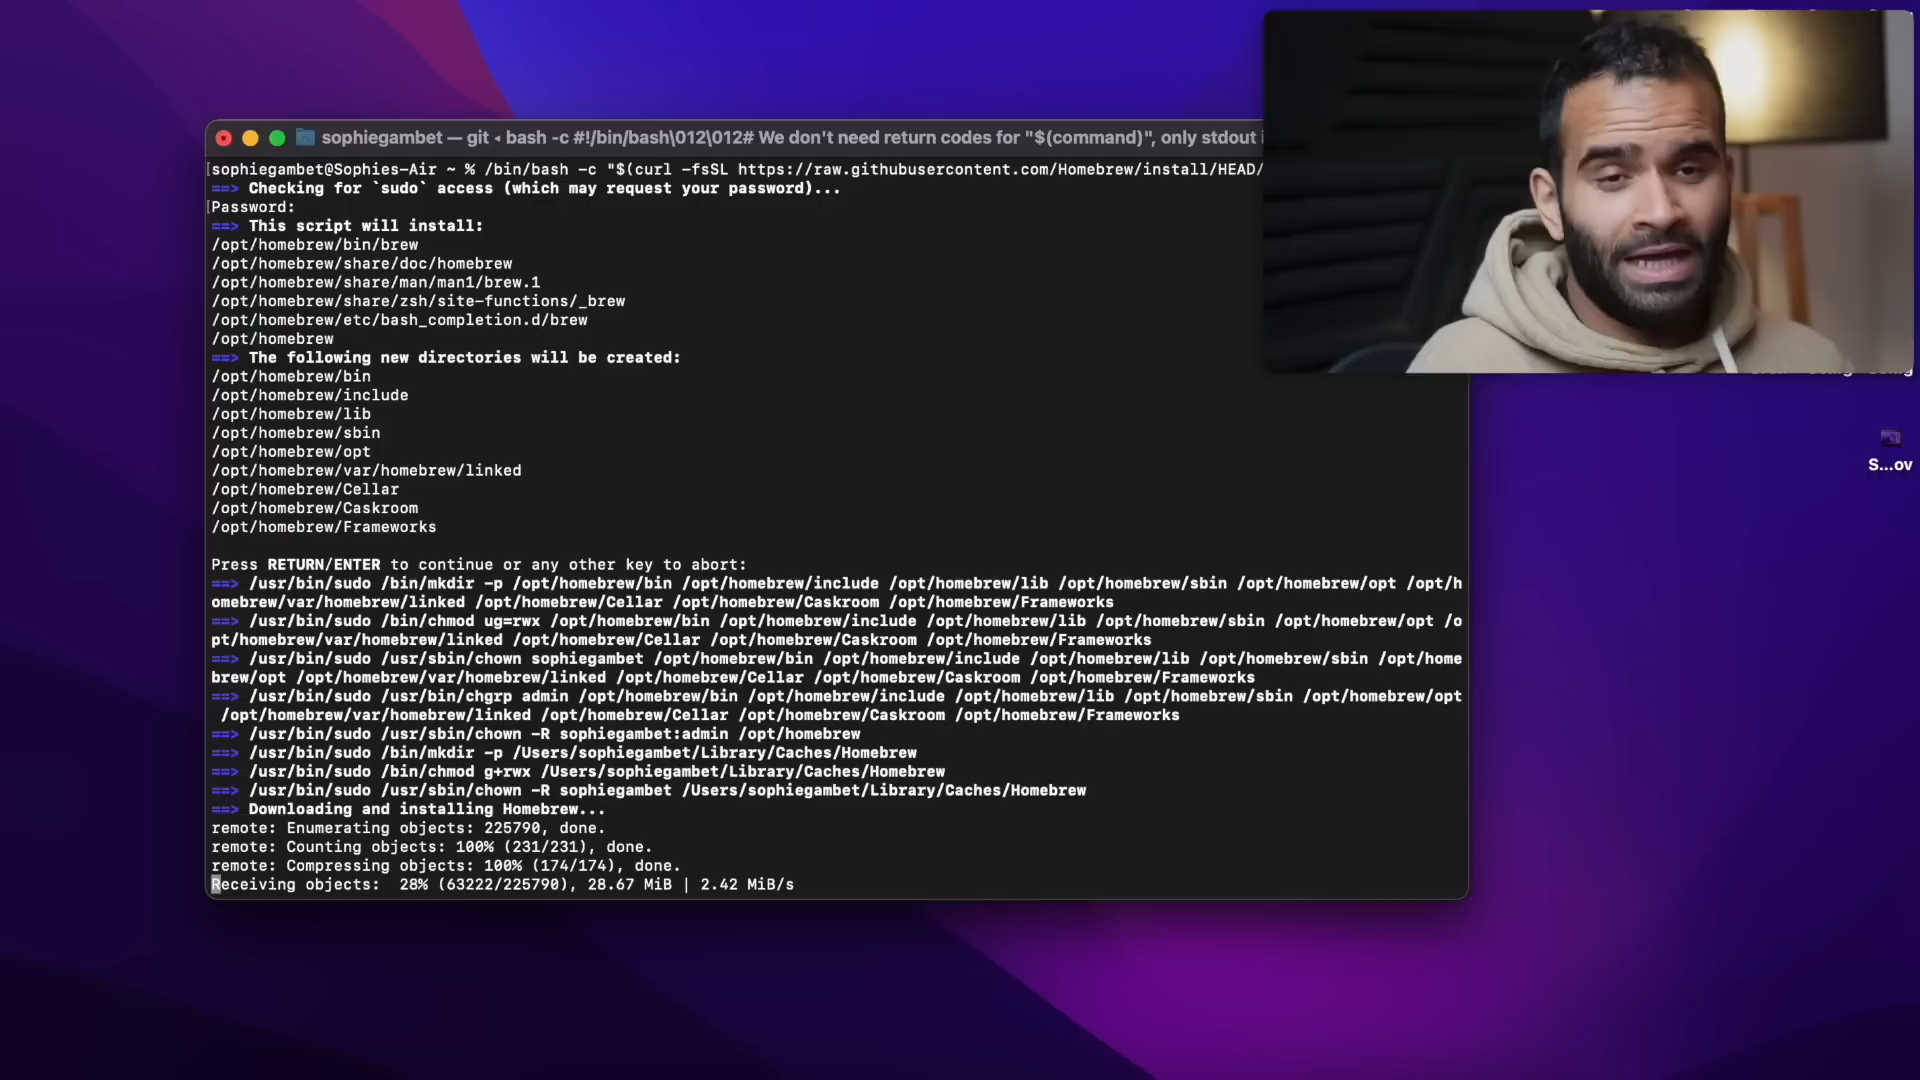 sophiegambet — git ◂ bash -c #!/bin/bash\012\012# We don't need return codes for "$(command)", only stdout i
[sophiegambet@Sophies-Air ~ % /bin/bash -c "$(curl -fsSL https://raw.githubusercontent.com/Homebrew/install/HEAD/
==> Checking for `sudo` access (which may request your password)...
[Password:
==> This script will install:
/opt/homebrew/bin/brew
/opt/homebrew/share/doc/homebrew
/opt/homebrew/share/man/man1/brew.1
/opt/homebrew/share/zsh/site-functions/_brew
/opt/homebrew/etc/bash_completion.d/brew
/opt/homebrew
==> The following new directories will be created:
/opt/homebrew/bin
/opt/homebrew/include
/opt/homebrew/lib
/opt/homebrew/sbin
/opt/homebrew/opt
/opt/homebrew/var/homebrew/linked
/opt/homebrew/Cellar
/opt/homebrew/Caskroom
/opt/homebrew/Frameworks
Press RETURN/ENTER to continue or any other key to abort:
==> /usr/bin/sudo /bin/mkdir -p /opt/homebrew/bin /opt/homebrew/include /opt/homebrew/lib /opt/homebrew/sbin /opt/homebrew/opt /opt/h
omebrew/var/homebrew/linked /opt/homebrew/Cellar /opt/homebrew/Caskroom /opt/homebrew/Frameworks
==> /usr/bin/sudo /bin/chmod ug=rwx /opt/homebrew/bin /opt/homebrew/include /opt/homebrew/lib /opt/homebrew/sbin /opt/homebrew/opt /o
pt/homebrew/var/homebrew/linked /opt/homebrew/Cellar /opt/homebrew/Caskroom /opt/homebrew/Frameworks
==> /usr/bin/sudo /usr/sbin/chown sophiegambet /opt/homebrew/bin /opt/homebrew/include /opt/homebrew/lib /opt/homebrew/sbin /opt/home
brew/opt /opt/homebrew/var/homebrew/linked /opt/homebrew/Cellar /opt/homebrew/Caskroom /opt/homebrew/Frameworks
==> /usr/bin/sudo /usr/bin/chgrp admin /opt/homebrew/bin /opt/homebrew/include /opt/homebrew/lib /opt/homebrew/sbin /opt/homebrew/opt
/opt/homebrew/var/homebrew/linked /opt/homebrew/Cellar /opt/homebrew/Caskroom /opt/homebrew/Frameworks
==> /usr/bin/sudo /usr/sbin/chown -R sophiegambet:admin /opt/homebrew
==> /usr/bin/sudo /bin/mkdir -p /Users/sophiegambet/Library/Caches/Homebrew
==> /usr/bin/sudo /bin/chmod g+rwx /Users/sophiegambet/Library/Caches/Homebrew
==> /usr/bin/sudo /usr/sbin/chown -R sophiegambet /Users/sophiegambet/Library/Caches/Homebrew
==> Downloading and installing Homebrew...
remote: Enumerating objects: 225790, done.
remote: Counting objects: 100% (231/231), done.
remote: Compressing objects: 100% (174/174), done.
Receiving objects:  28% (63222/225790), 28.67 MiB | 2.42 MiB/s
S...ov